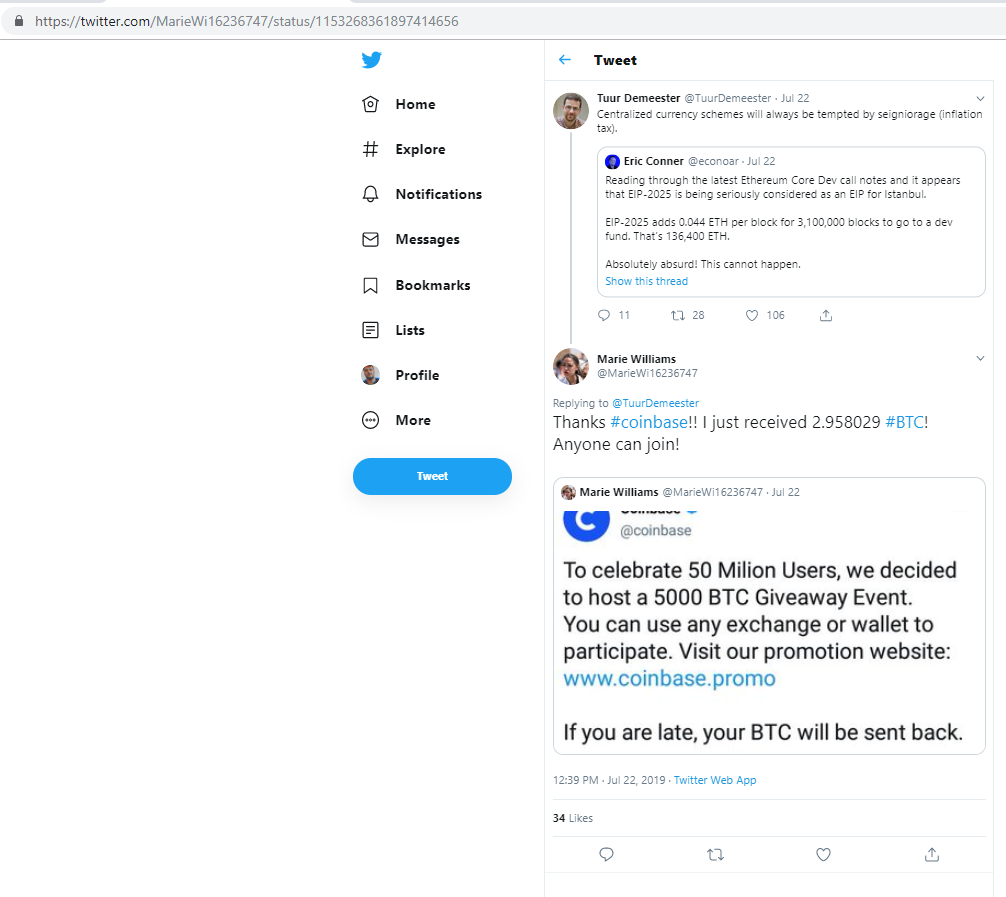 https://twitter.com/MarieWi16236747/status/1153268361897414656
Tweet
Home
Explore
Notifications
Messages
Bookmarks
Lists
Profile
More
Tweet
Tuur Demeester @TuurDemeester · Jul 22
Centralized currency schemes will always be tempted by seigniorage (inflation
tax).
Eric Conner @econoar · Jul 22
Reading through the latest Ethereum Core Dev call notes and it appears
that EIP-2025 is being seriously considered as an EIP for Istanbul.
EIP-2025 adds 0.044 ETH per block for 3,100,000 blocks to go to a dev
fund. That's 136,400 ETH.
Absolutely absurd! This cannot happen.
Show this thread
11 28 106
Marie Williams
@MarieWi16236747
Replying to @TuurDemeester
Thanks #coinbase!! I just received 2.958029 #BTC!
Anyone can join!
Marie Williams @MarieWi16236747 · Jul 22
Coinbase
@coinbase
To celebrate 50 Milion Users, we decided
to host a 5000 BTC Giveaway Event.
You can use any exchange or wallet to
participate. Visit our promotion website:
www.coinbase.promo
If you are late, your BTC will be sent back.
12:39 PM · Jul 22, 2019 · Twitter Web App
34 Likes